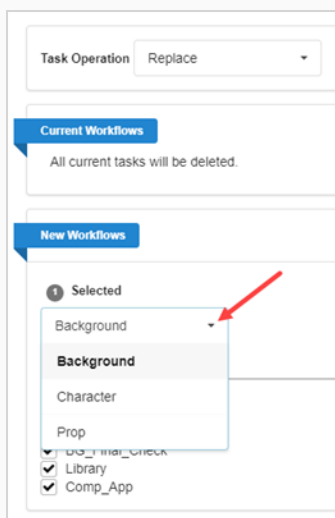 Task Operation Replace
Current Workflows
All current tasks will be deleted.
New Workflows
1 Selected
Background
Background
Character
Prop
BG_Final_Check
Library
Comp_App